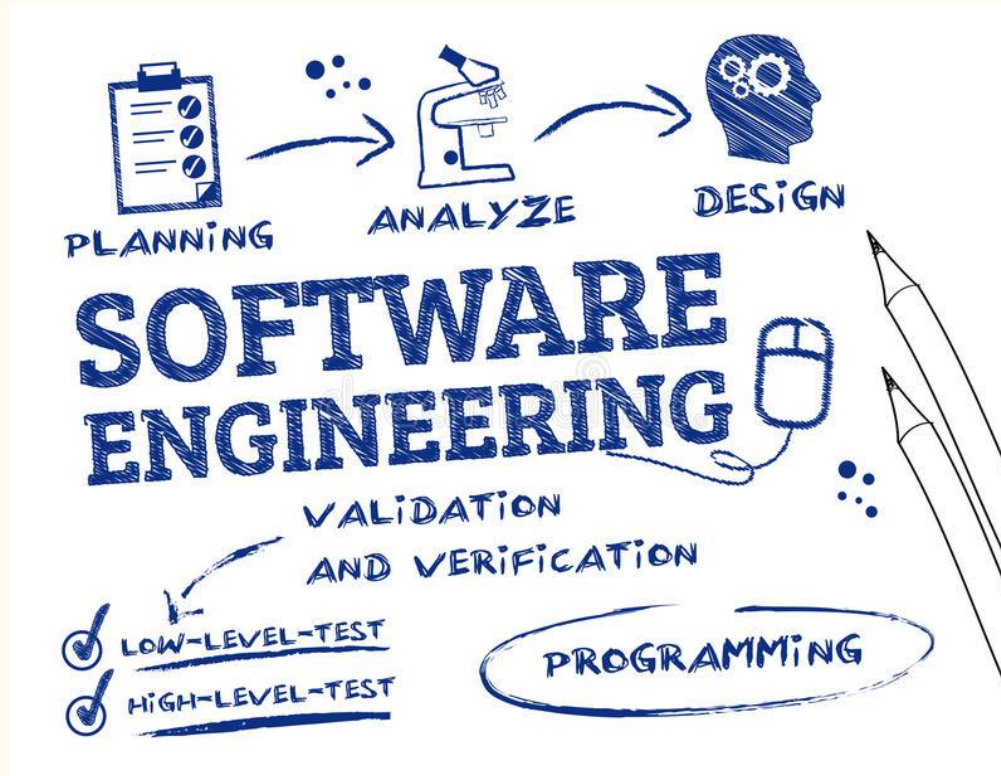 PLANNiNG
ANALYZE
DESiGN
SOFTWARE
ENGINEERING
VALiDATiON
AND VERiFiCATiON
LOW-LEVEL-TEST
HiGH-LEVEL-TEST
PROGRAMMiNG